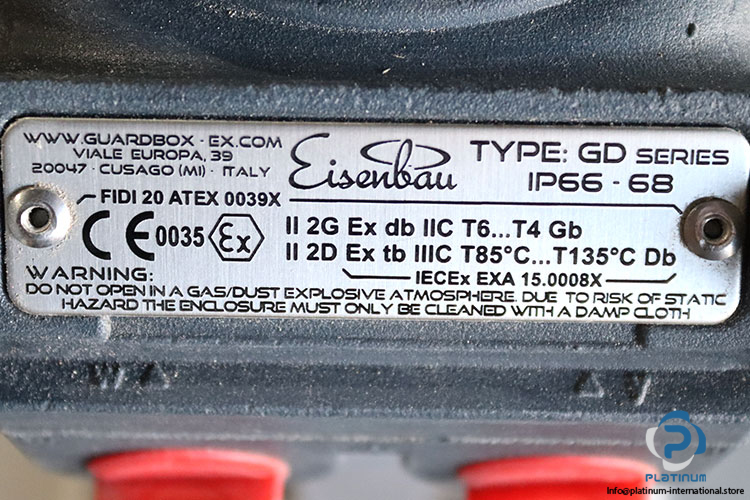 WWW.GUARDBOX-EX.COM
VIALE EUROPA, 39
20047 - CUSAGO (MI) - ITALY
Eisenbau
TYPE: GD SERIES
IP66 - 68
FIDI 20 ATEX 0039X
CE 0035 Ex
II 2G Ex db IIC T6...T4 Gb
II 2D Ex tb IIIC T85°C...T135°C Db
IECEx EXA 15.0008X
WARNING:
DO NOT OPEN IN A GAS/DUST EXPLOSIVE ATMOSPHERE. DUE TO RISK OF STATIC
HAZARD THE ENCLOSURE MUST ONLY BE CLEANED WITH A DAMP CLOTH
PLATINUM
info@platinum-international.store